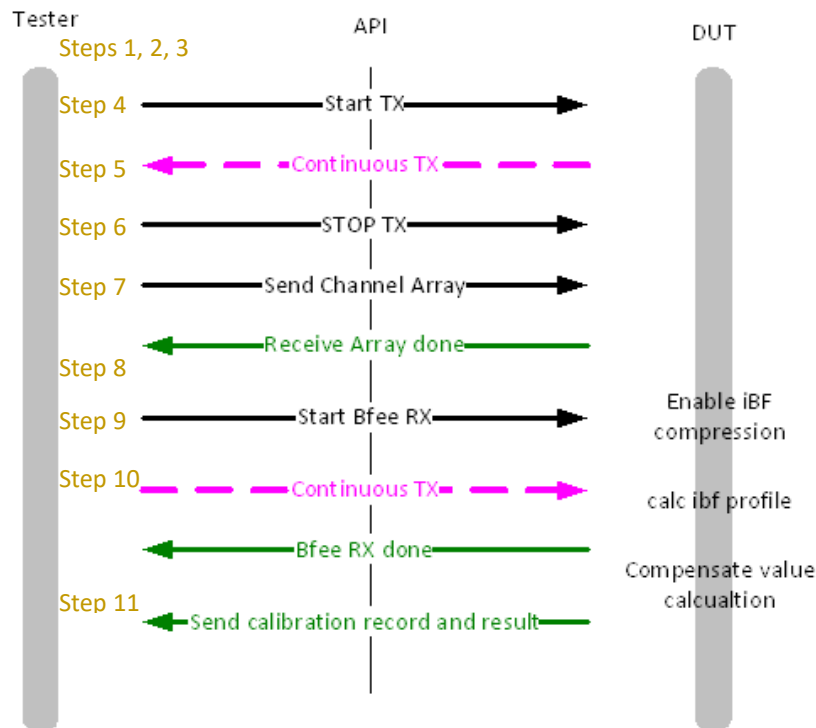 Tester
API
DUT
Steps 1, 2, 3
Step 4
Start TX
Step 5
Continuous TX
Step 6
STOP TX
Step 7
Send Channel Array
Receive Array done
Step 8
Step 9
Start Bfee RX
Enable iBF
compression
Step 10
Continuous TX
calc ibf profile
Bfee RX done
Compensate value
calcualtion
Step 11
Send calibration record and result